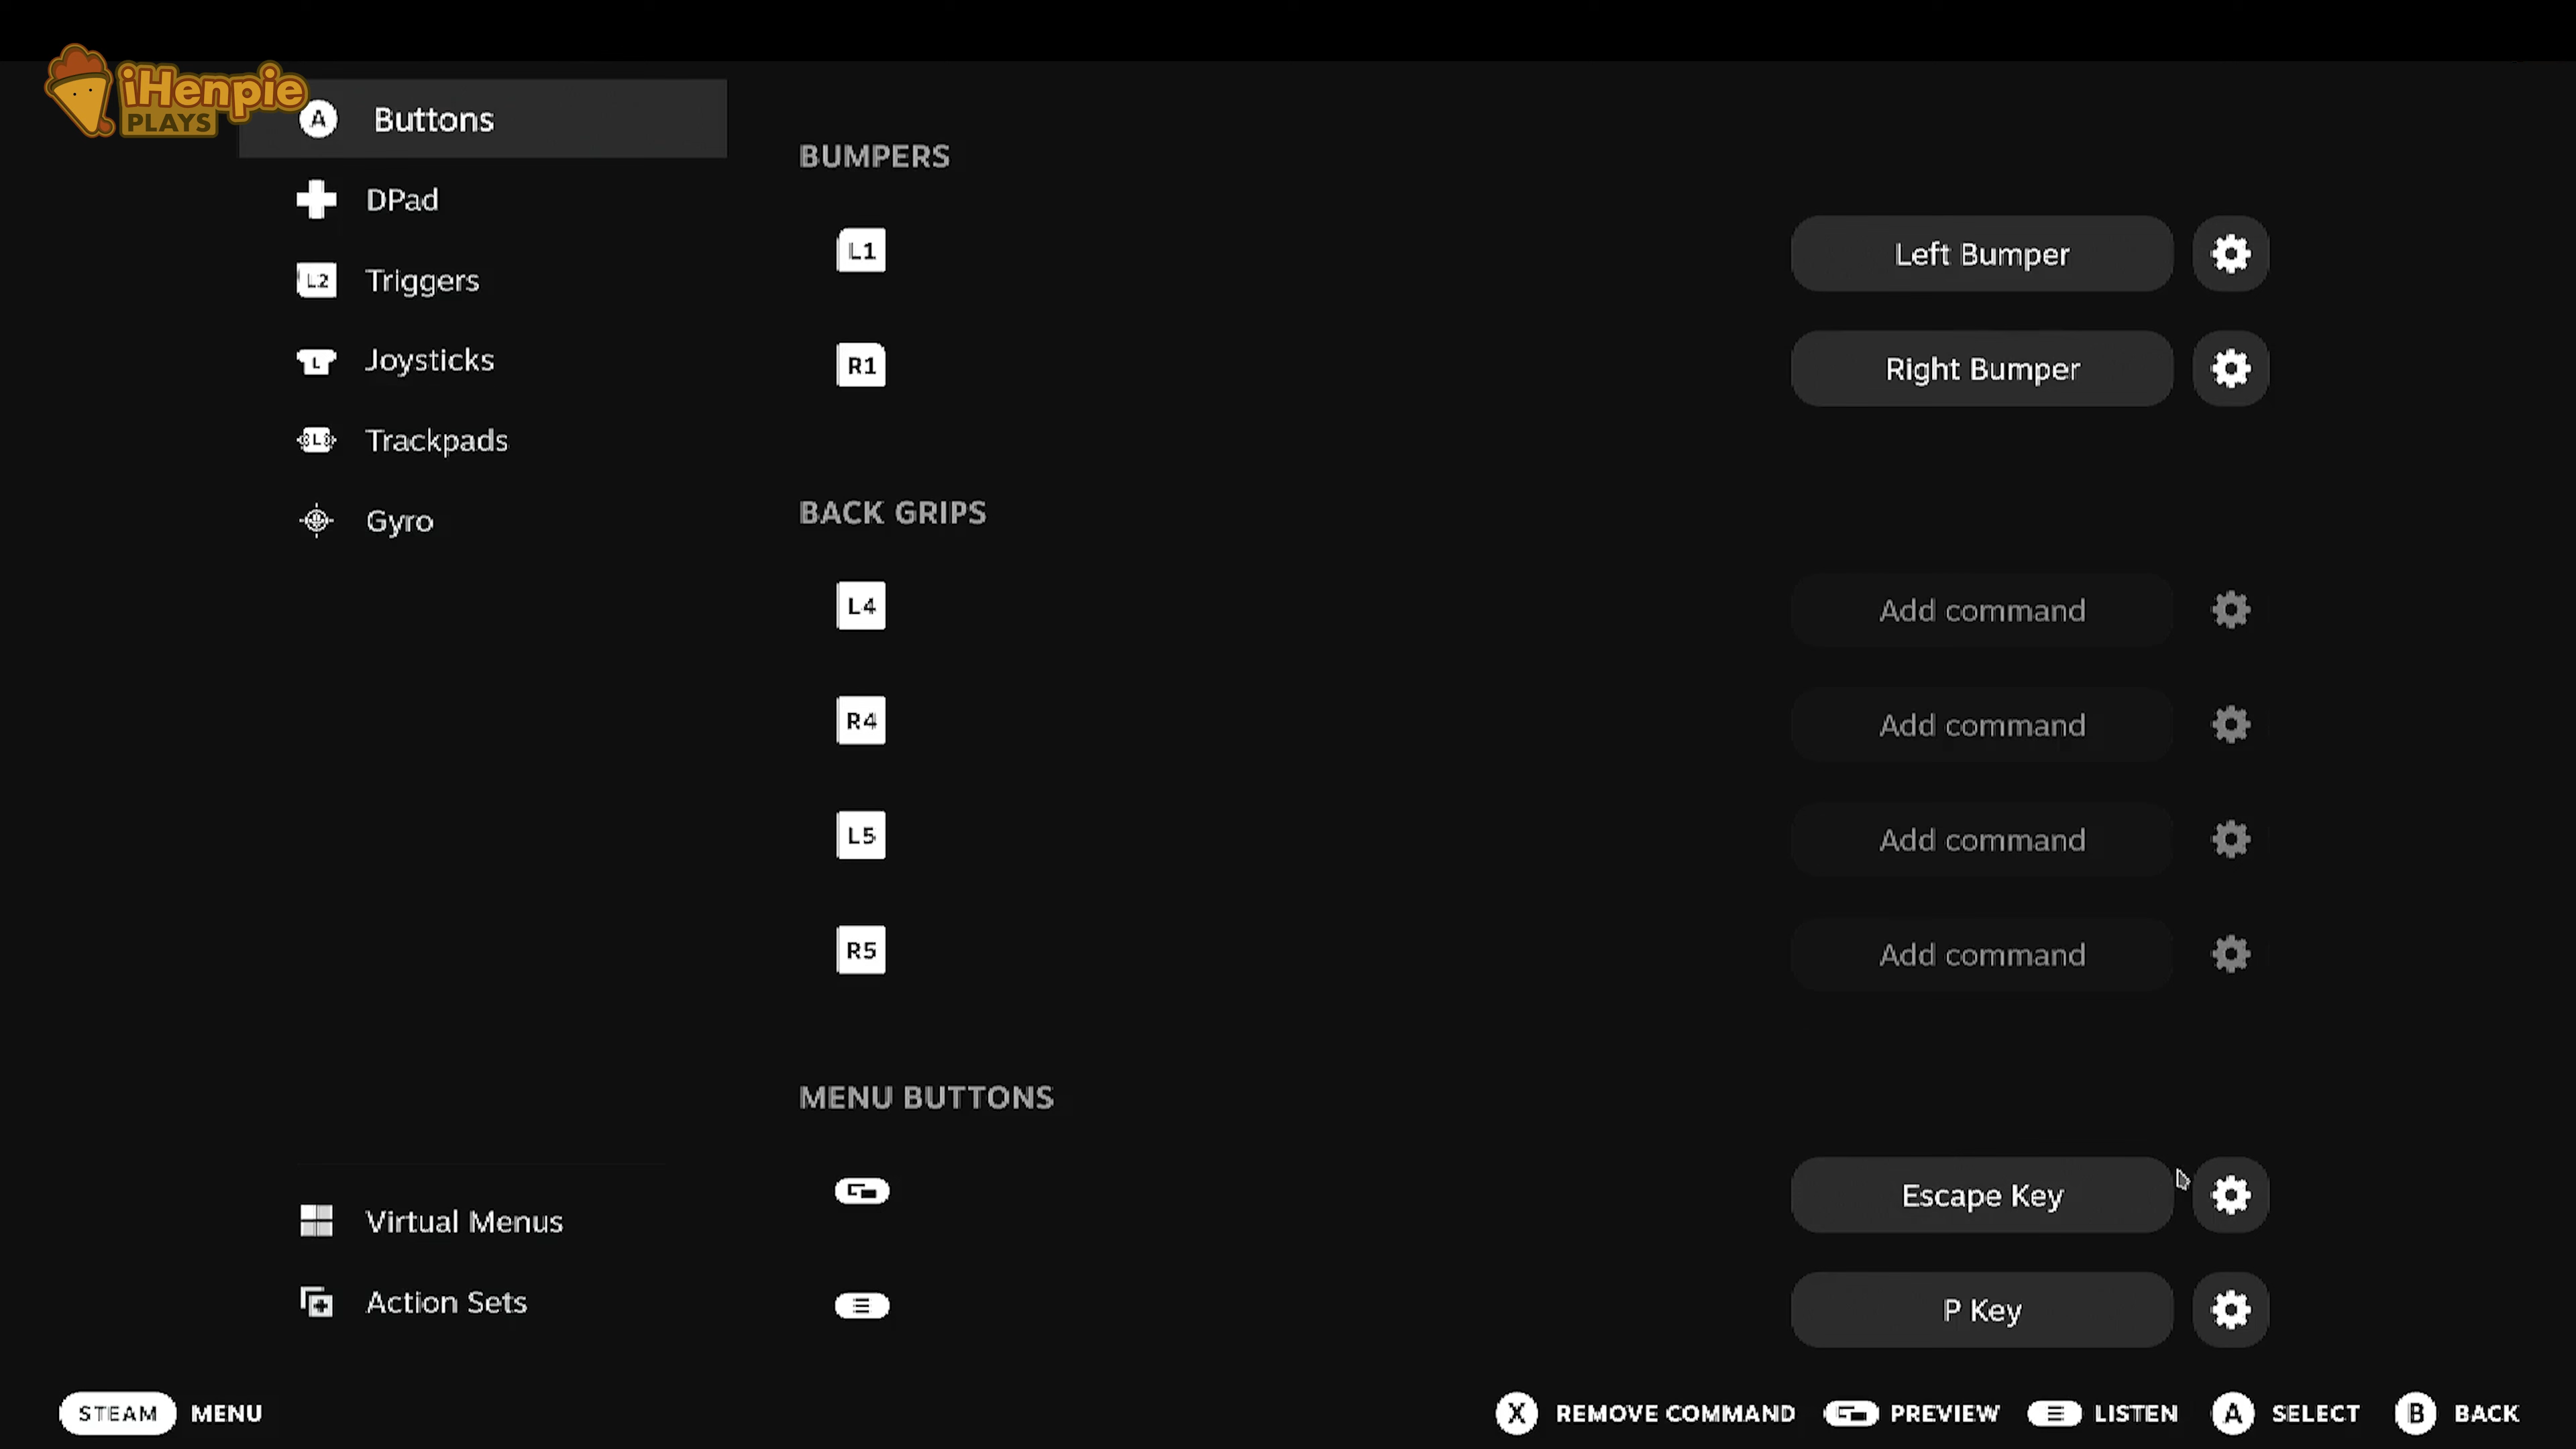 iHenpie
PLAYS
A Buttons
DPad
L2 Triggers
L Joysticks
L Trackpads
Gyro
Virtual Menus
Action Sets
BUMPERS
L1 Left Bumper
R1 Right Bumper
BACK GRIPS
L4 Add command
R4 Add command
L5 Add command
R5 Add command
MENU BUTTONS
Escape Key
P Key
STEAM MENU X REMOVE COMMAND PREVIEW LISTEN A SELECT B BACK